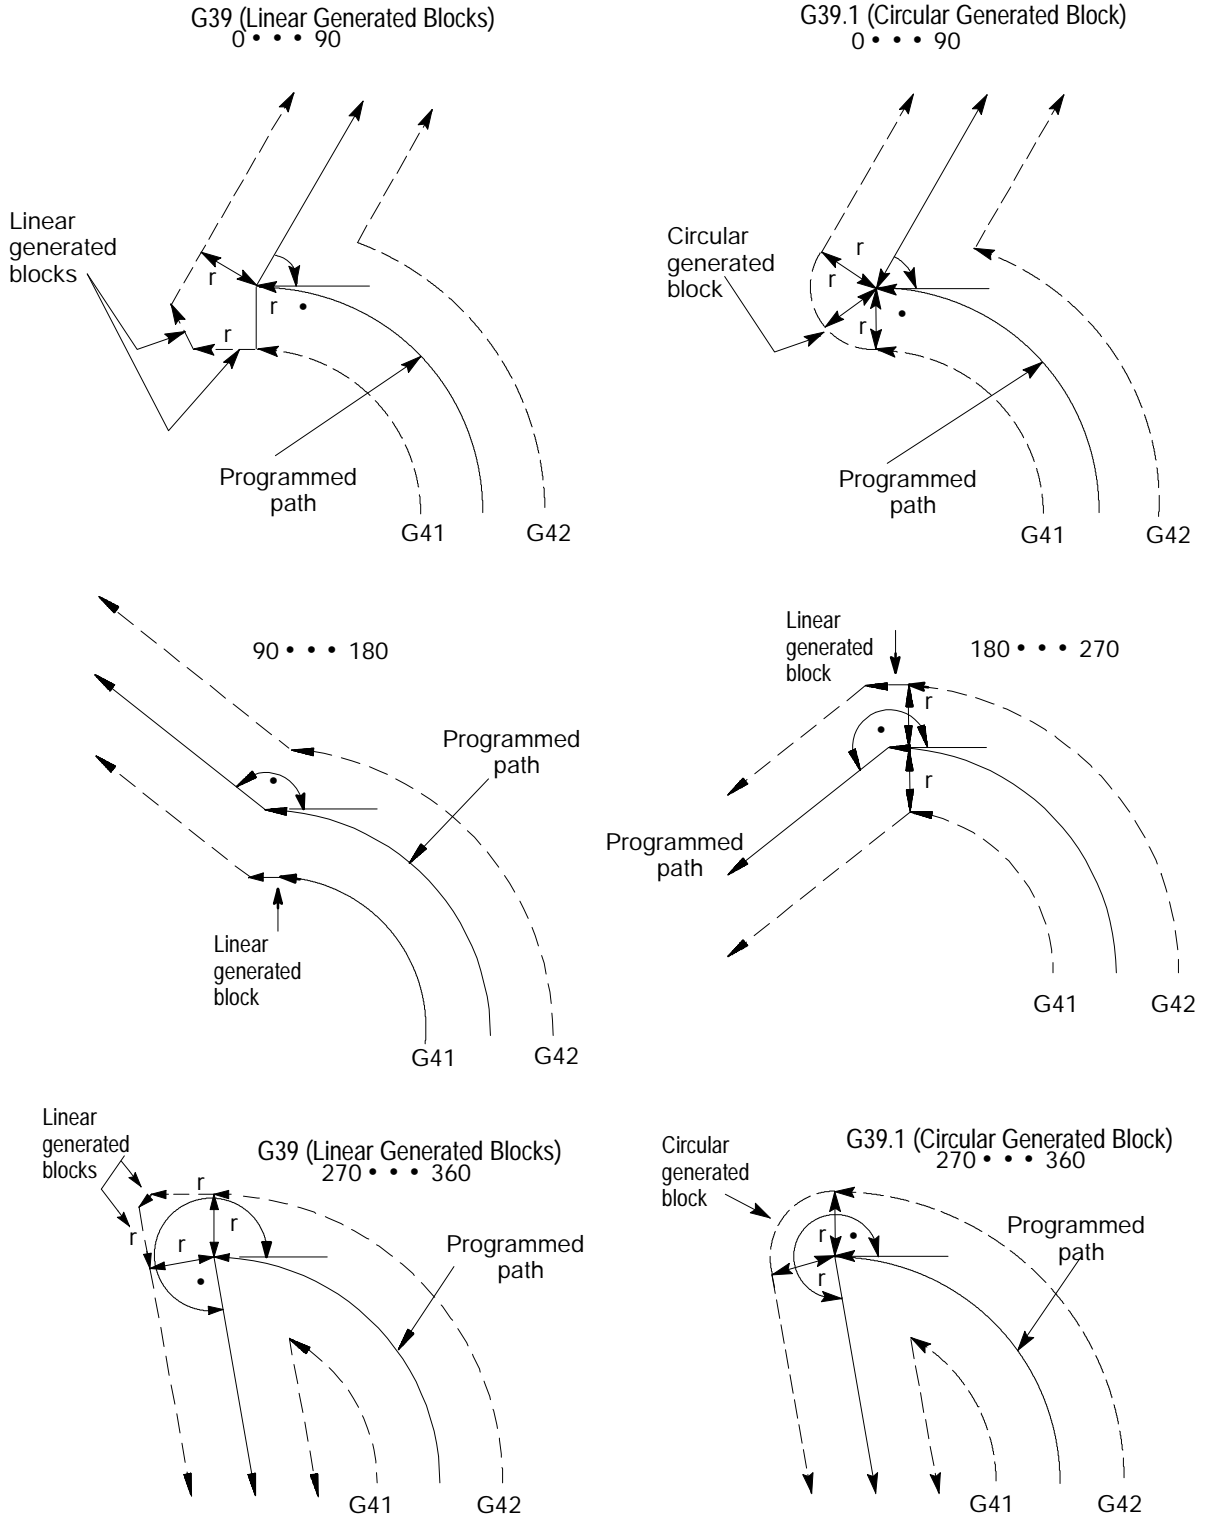 G39 (Linear Generated Blocks)
0 • • • 90
G39.1 (Circular Generated Block)
0 • • • 90
Linear
generated
blocks
r
r
r
•
Programmed
path
G41
G42
Circular
generated
block
r
r
r
•
Programmed
path
G41
G42
90 • • • 180
•
Programmed
path
Linear
generated
block
G41
G42
Linear
generated
block
180 • • • 270
r
•
r
Programmed
path
G41
G42
Linear
generated
blocks
G39 (Linear Generated Blocks)
270 • • • 360
r
r
r
r
•
Programmed
path
G41
G42
Circular
generated
block
G39.1 (Circular Generated Block)
270 • • • 360
r
•
r
Programmed
path
G41
G42